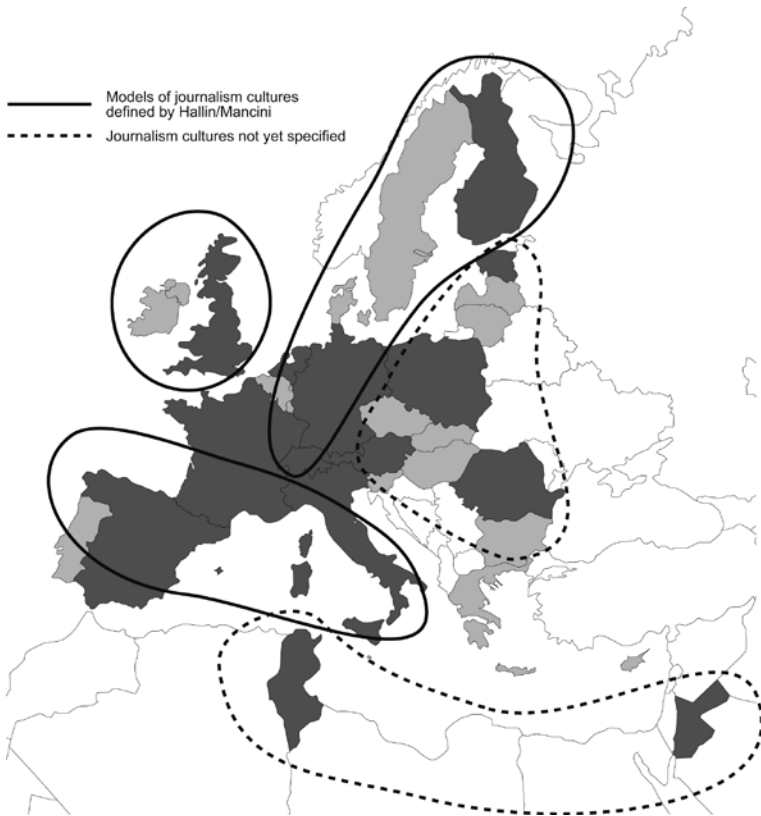 Models of journalism cultures
defined by Hallin/Mancini
Journalism cultures not yet specified